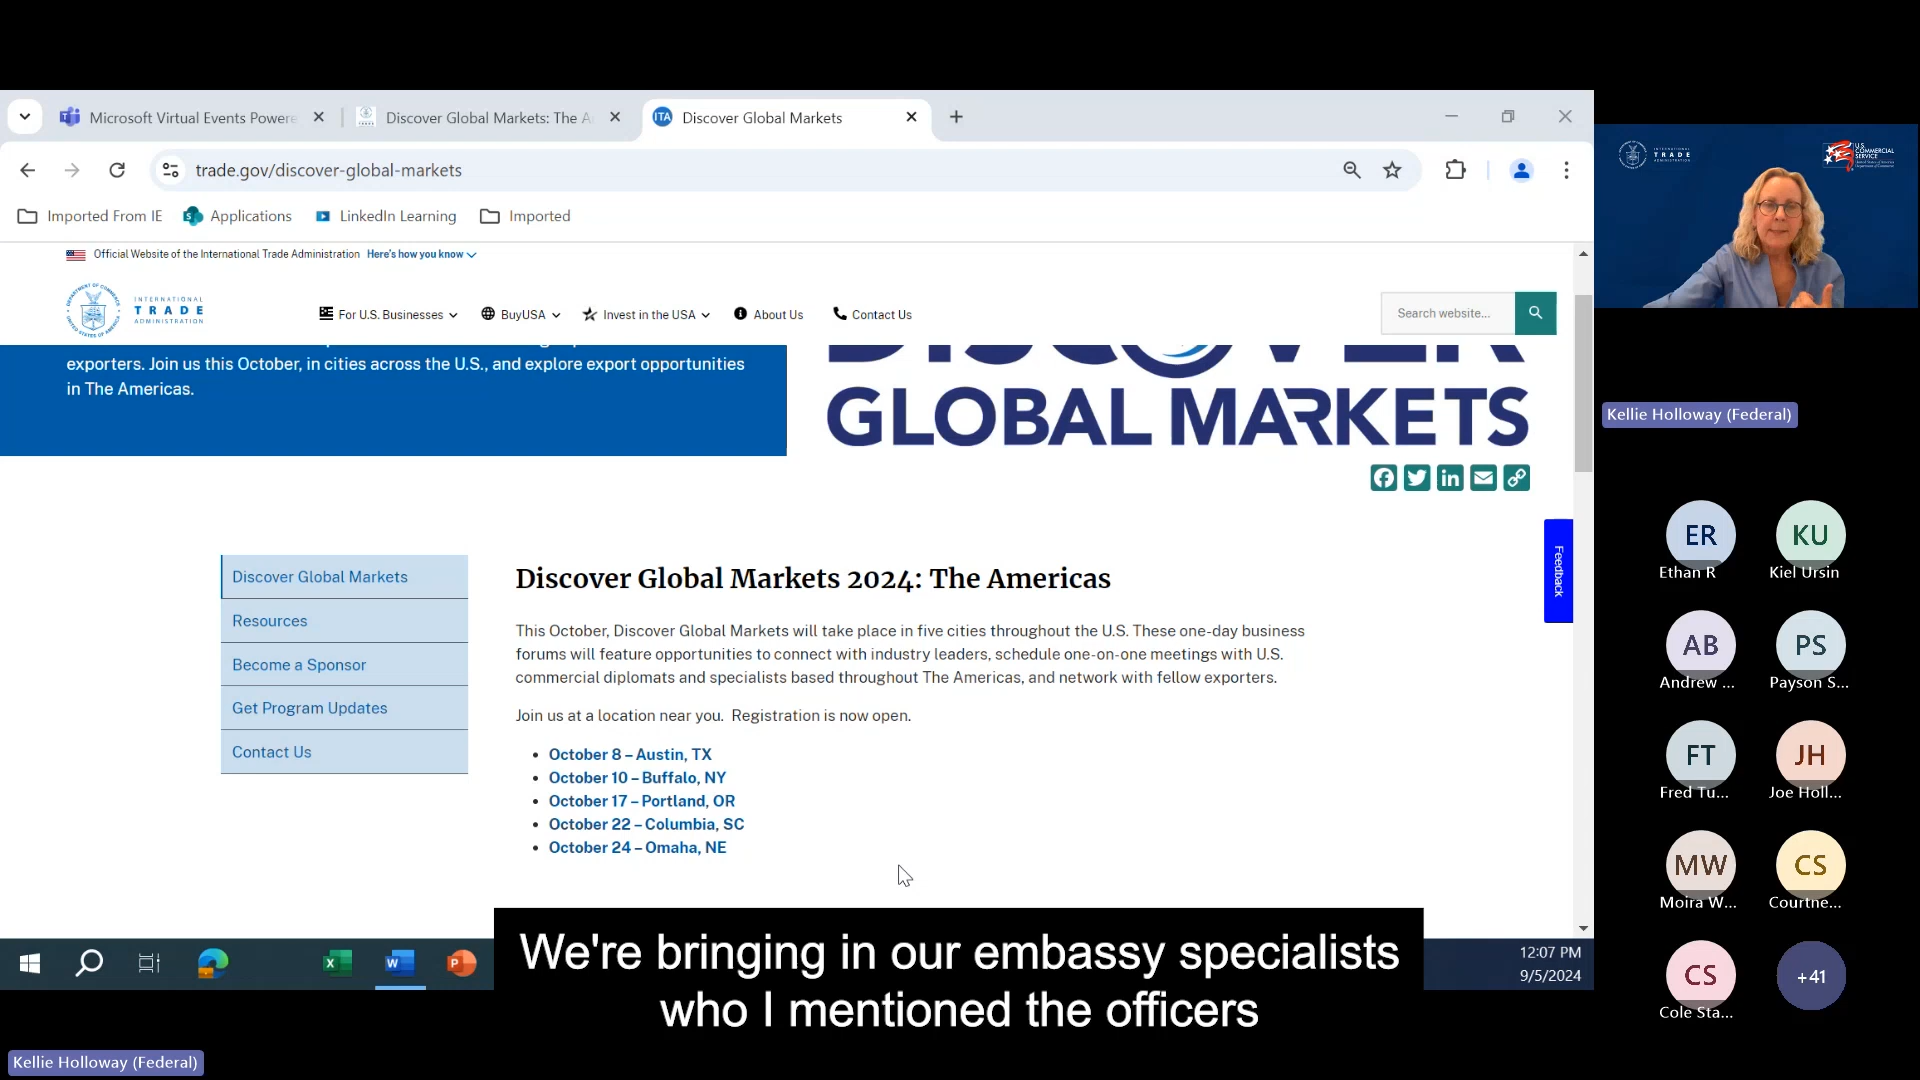 Microsoft Virtual Events Powere
Discover Global Markets: The A
ITA
Discover Global Markets
trade.gov/discover-global-markets
Imported From IE
Applications
LinkedIn Learning
Imported
Official Website of the International Trade Administration Here's how you know
INTERNATIONAL
TRADE
ADMINISTRATION
For U.S. Businesses
BuyUSA
Invest in the USA
About Us
Contact Us
Search website...
exporters. Join us this October, in cities across the U.S., and explore export opportunities
in The Americas.
DISCOVER
GLOBAL MARKETS
Feedback
Discover Global Markets
Resources
Become a Sponsor
Get Program Updates
Contact Us
Discover Global Markets 2024: The Americas
This October, Discover Global Markets will take place in five cities throughout the U.S. These one-day business
forums will feature opportunities to connect with industry leaders, schedule one-on-one meetings with U.S.
commercial diplomats and specialists based throughout The Americas, and network with fellow exporters.
Join us at a location near you. Registration is now open.
• October 8 – Austin, TX
• October 10 – Buffalo, NY
• October 17 – Portland, OR
• October 22 – Columbia, SC
• October 24 – Omaha, NE
12:07 PM
9/5/2024
We're bringing in our embassy specialists
who I mentioned the officers
Kellie Holloway (Federal)
TRADE
U.S.
COMMERCIAL
SERVICE
Kellie Holloway (Federal)
ER
Ethan R
KU
Kiel Ursin
AB
Andrew ...
PS
Payson S...
FT
Fred Tu...
JH
Joe Holl...
MW
Moira W...
CS
Courtne...
CS
Cole Sta...
+41